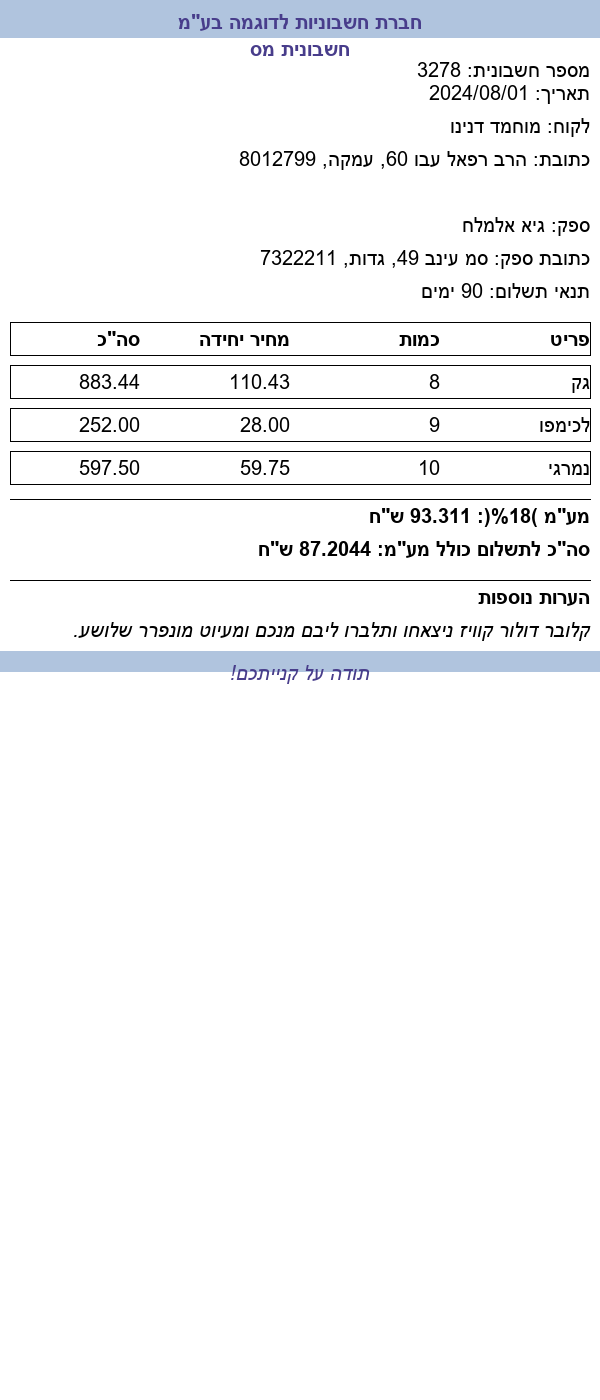 חברת חשבוניות לדוגמה בע"מ
חשבונית מס
מספר חשבונית: 3278
תאריך: 2024/08/01
לקוח: מוחמד דנינו
כתובת: הרב רפאל עבו 60, עמקה, 8012799
ספק: גיא אלמלח
כתובת ספק: סמ עינב 49, גדות, 7322211
תנאי תשלום: 90 ימים
פריט כמות מחיר יחידה סה"כ
גק 8 110.43 883.44
לכימפו 9 28.00 252.00
נמרגי 10 59.75 597.50
מע"מ )18%(: 93.311 ש"ח
סה"כ לתשלום כולל מע"מ: 87.2044 ש"ח
הערות נוספות
קלובר דולור קוויז ניצאחו ותלברו ליבם מנכם ומעיוט מונפרר שלושע.
תודה על קנייתכם!